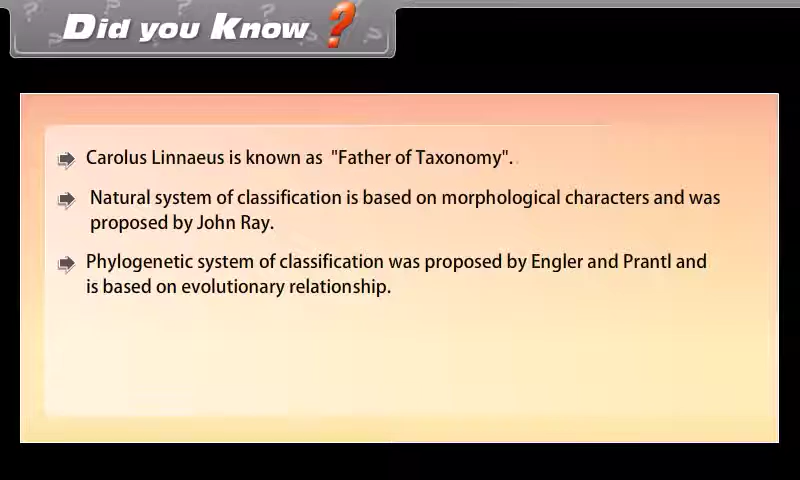 Did you Know ?
Carolus Linnaeus is known as "Father of Taxonomy".
Natural system of classification is based on morphological characters and was
proposed by John Ray.
Phylogenetic system of classification was proposed by Engler and Prantl and
is based on evolutionary relationship.